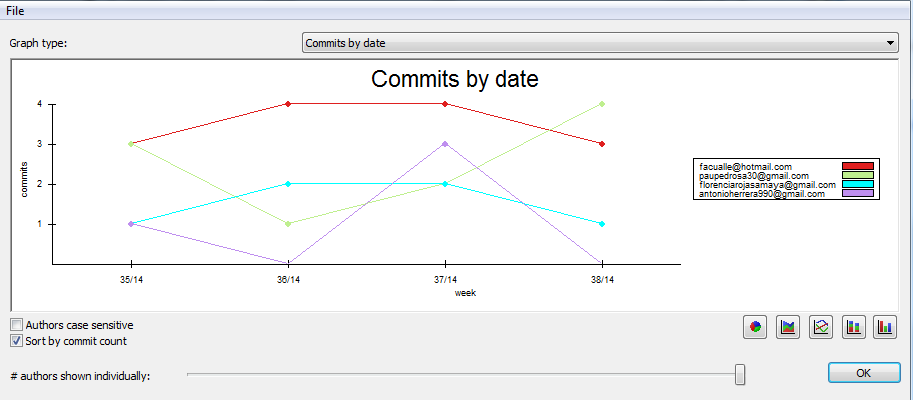 File
Graph type:
Commits by date
Commits by date
4
3
2
1
commits
35/14
36/14
37/14
38/14
week
facualle@hotmail.com
paupedrosa30@gmail.com
florenciarojasamaya@gmail.com
antonioherrera990@gmail.com
Authors case sensitive
Sort by commit count
# authors shown individually:
OK